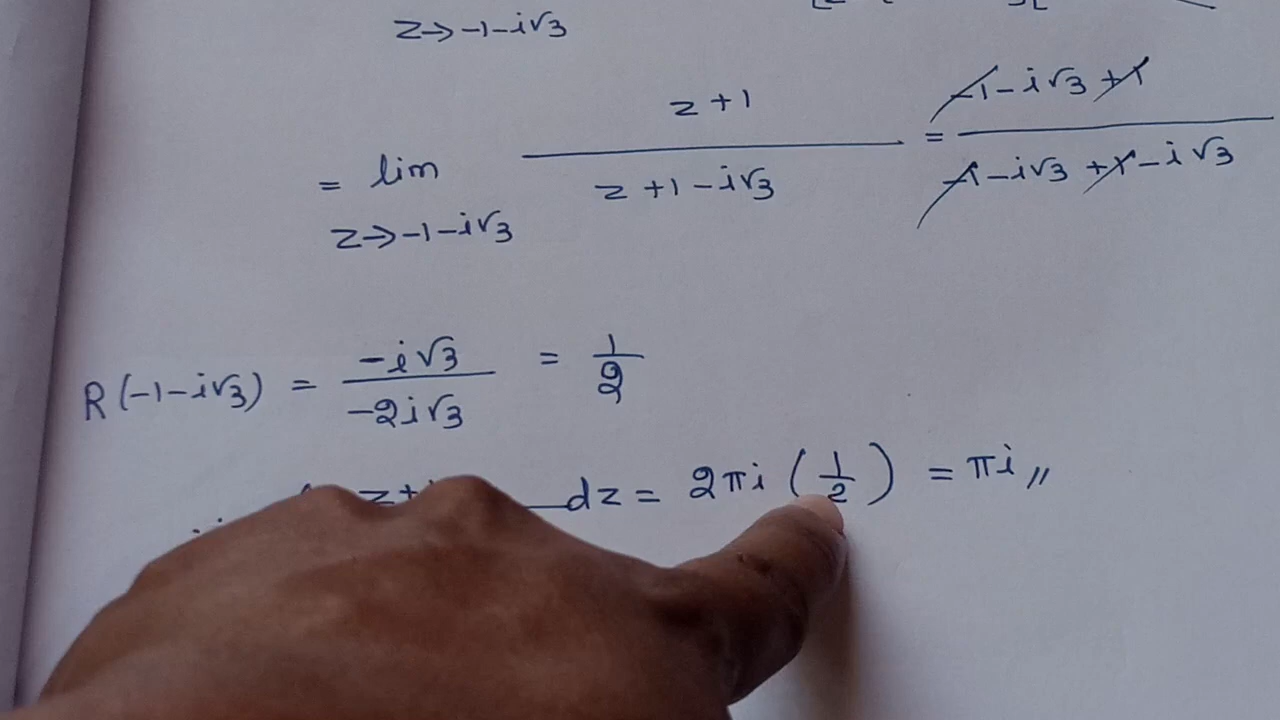 z→-1-i√3
z+1
-1-i√3+1
= lim
=
z+1-i√3
-1-i√3+1-i√3
z→-1-i√3
R(-1-i√3) = -i√3 / -2i√3 = 1/2
z+ dz = 2πi (1/2) = πi //